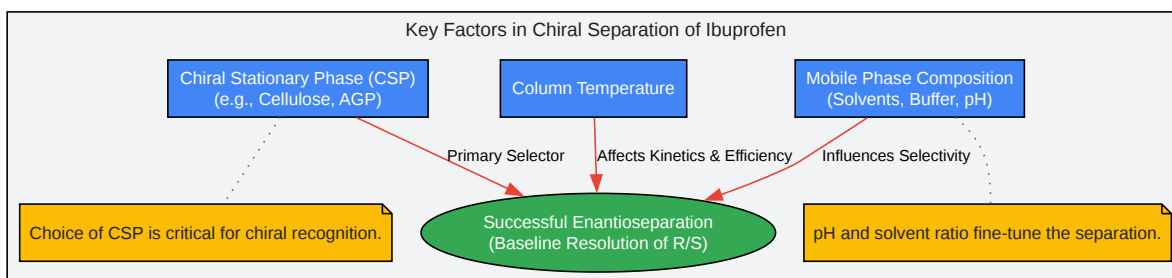 Key Factors in Chiral Separation of Ibuprofen
Chiral Stationary Phase (CSP)
(e.g., Cellulose, AGP)
Column Temperature
Mobile Phase Composition
(Solvents, Buffer, pH)
Primary Selector
Affects Kinetics & Efficiency
Influences Selectivity
Choice of CSP is critical for chiral recognition.
Successful Enantioseparation
(Baseline Resolution of R/S)
pH and solvent ratio fine-tune the separation.